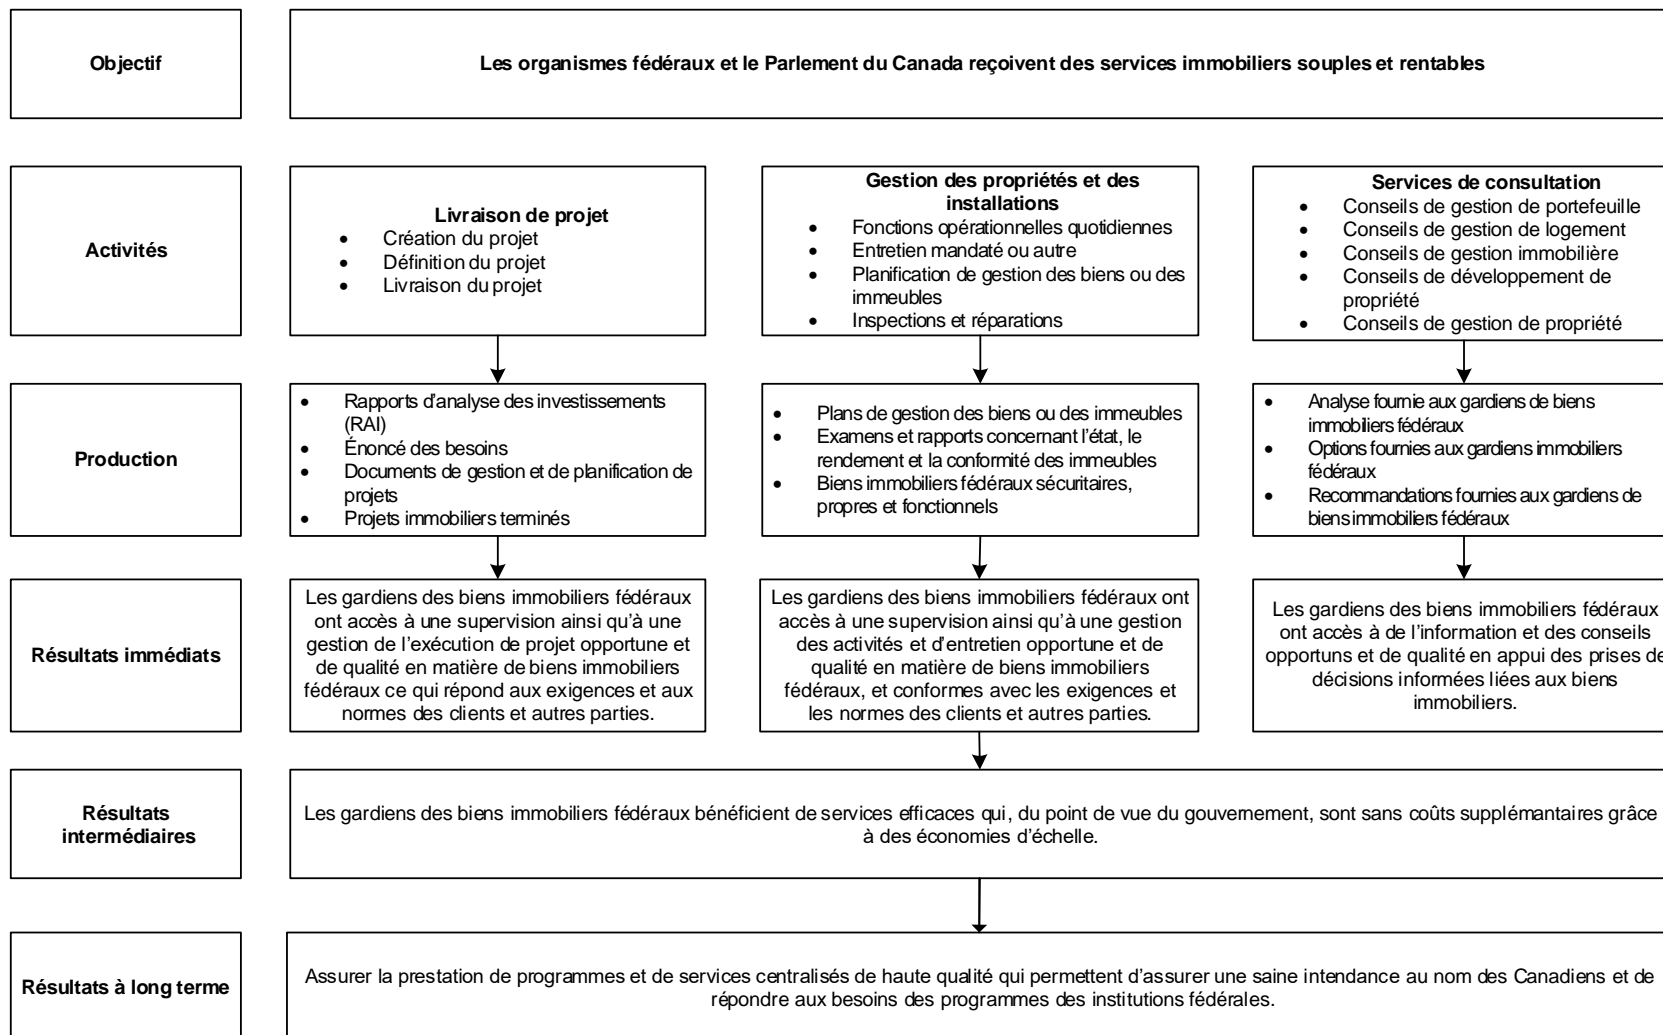 Objectif
Les organismes fédéraux et le Parlement du Canada reçoivent des services immobiliers souples et rentables
Activités
Livraison de projet
• Création du projet
• Définition du projet
• Livraison du projet
Gestion des propriétés et des
installations
• Fonctions opérationnelles quotidiennes
• Entretien mandaté ou autre
• Planification de gestion des biens ou des
immeubles
• Inspections et réparations
Services de consultation
• Conseils de gestion de portefeuille
• Conseils de gestion de logement
• Conseils de gestion immobilière
• Conseils de développement de
propriété
• Conseils de gestion de propriété
Production
• Rapports d'analyse des investissements
(RAI)
• Énoncé des besoins
• Documents de gestion et de planification de
projets
• Projets immobiliers terminés
• Plans de gestion des biens ou des immeubles
• Examens et rapports concernant l'état, le
rendement et la conformité des immeubles
• Biens immobiliers fédéraux sécuritaires,
propres et fonctionnels
• Analyse fournie aux gardiens de biens
immobiliers fédéraux
• Options fournies aux gardiens immobiliers
fédéraux
• Recommandations fournies aux gardiens de
biens immobiliers fédéraux
Résultats immédiats
Les gardiens des biens immobiliers fédéraux
ont accès à une supervision ainsi qu'à une
gestion de l'exécution de projet opportune et
de qualité en matière de biens immobiliers
fédéraux ce qui répond aux exigences et aux
normes des clients et autres parties.
Les gardiens des biens immobiliers fédéraux ont
accès à une supervision ainsi qu'à une gestion
des activités et d'entretien opportune et de
qualité en matière de biens immobiliers
fédéraux, et conformes avec les exigences et
les normes des clients et autres parties.
Les gardiens des biens immobiliers fédéraux
ont accès à de l'information et des conseils
opportuns et de qualité en appui des prises de
décisions informées liées aux biens
immobiliers.
Résultats
intermédiaires
Les gardiens des biens immobiliers fédéraux bénéficient de services efficaces qui, du point de vue du gouvernement, sont sans coûts supplémantaires grâce
à des économies d'échelle.
Résultats à long terme
Assurer la prestation de programmes et de services centralisés de haute qualité qui permettent d'assurer une saine intendance au nom des Canadiens et de
répondre aux besoins des programmes des institutions fédérales.